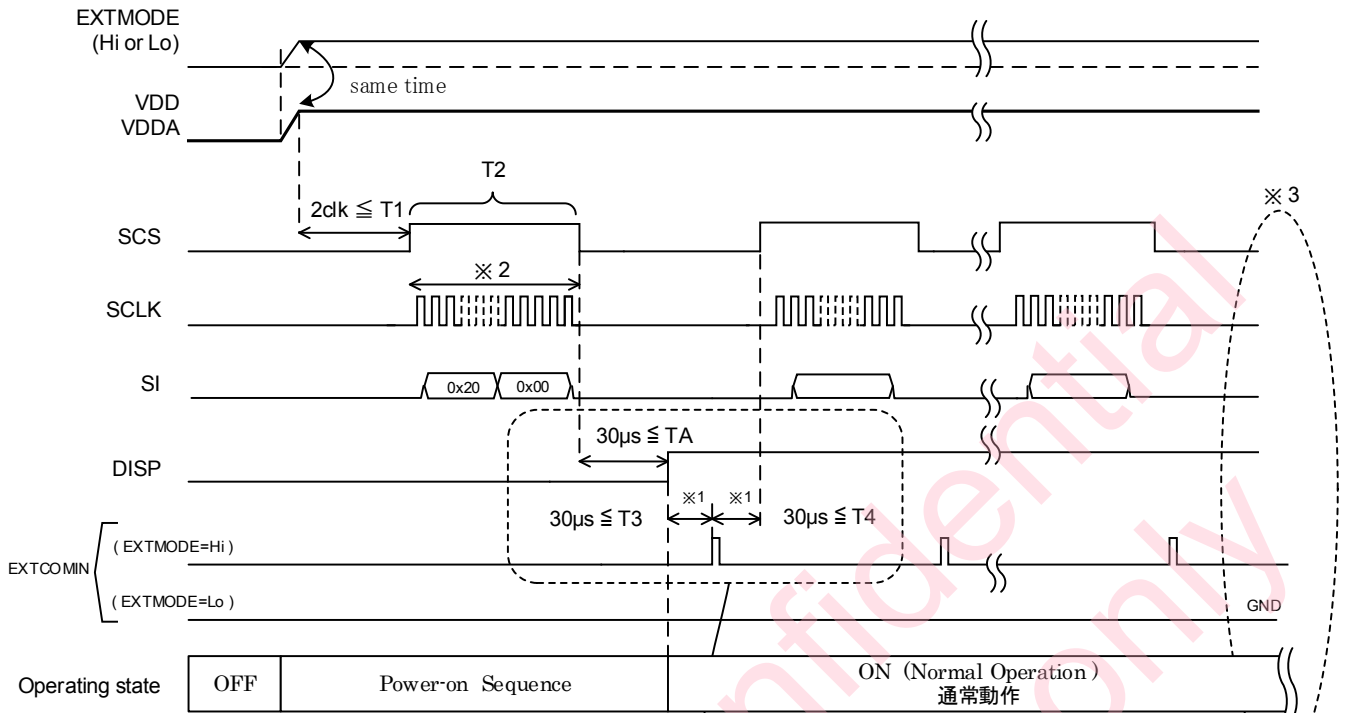 EXTMODE
(Hi or Lo)
same time
VDD
VDDA
T2
2clk ≦ T1
※ 3
SCS
※ 2
SCLK
SI
0x20
0x00
30µs ≦ TA
DISP
※1
※1
30µs ≦ T3
30µs ≦ T4
EXTCOMIN
( EXTMODE=Hi )
( EXTMODE=Lo )
GND
Operating state
OFF
Power-on Sequence
ON (Normal Operation)
通常動作
nfidential
only